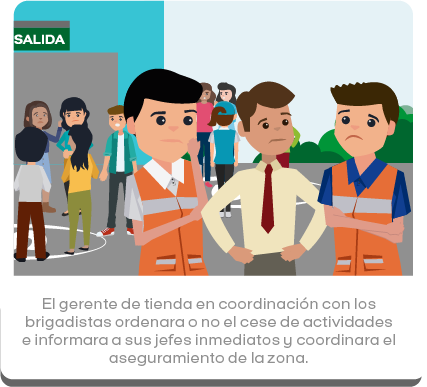 SALIDA
El gerente de tienda en coordinación con los
brigadistas ordenara o no el cese de actividades
e informara a sus jefes inmediatos y coordinara el
aseguramiento de la zona.